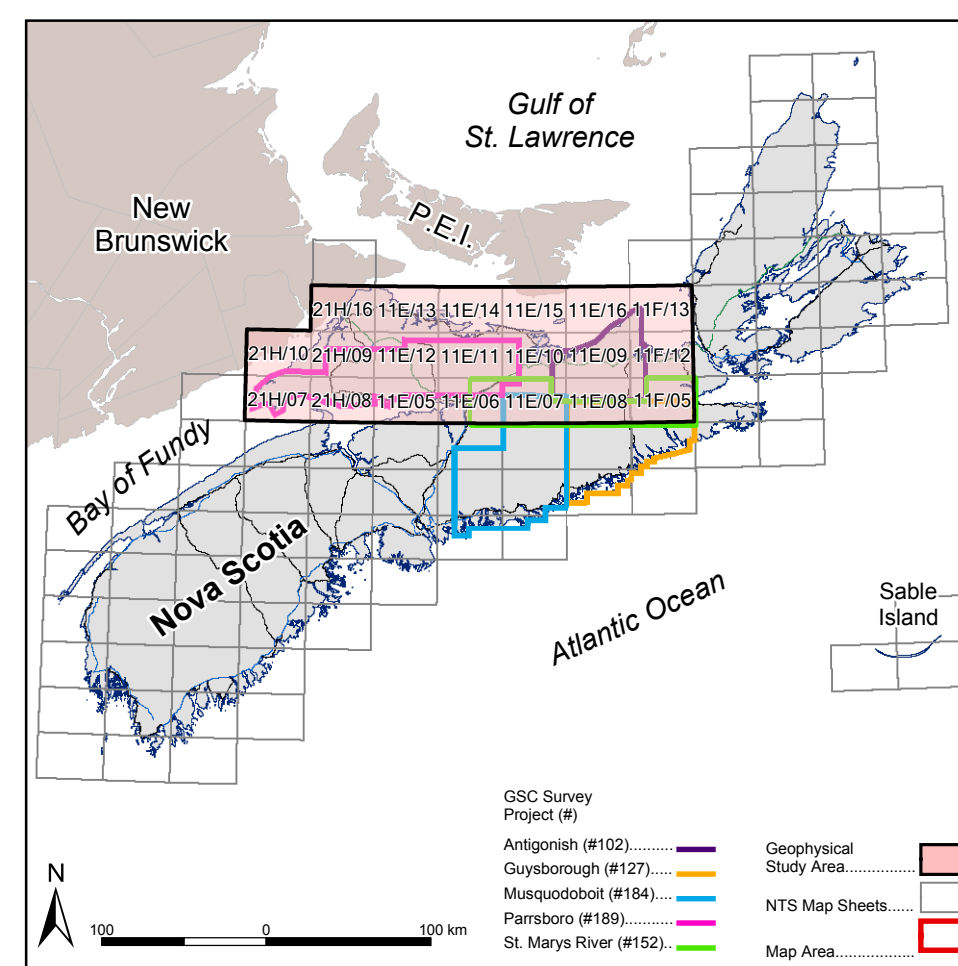 Gulf of
St. Lawrence
New
Brunswick
P.E.I.
21H/16 11E/13 11E/14 11E/15 11E/16 11F/13
21H/10 21H/09 11E/12 11E/11 11E/10 11E/09 11F/12
21H/07 21H/08 11E/05 11E/06 11E/07 11E/08 11F/05
Bay of Fundy
Nova Scotia
Atlantic Ocean
Sable
Island
GSC Survey
Project (#)
Antigonish (#102)..........
Guysborough (#127).....
Musquodoboit (#184)....
Parrsboro (#189)...........
St. Marys River (#152)..
Geophysical
Study Area...............
NTS Map Sheets......
Map Area..................
N
100 0 100 km